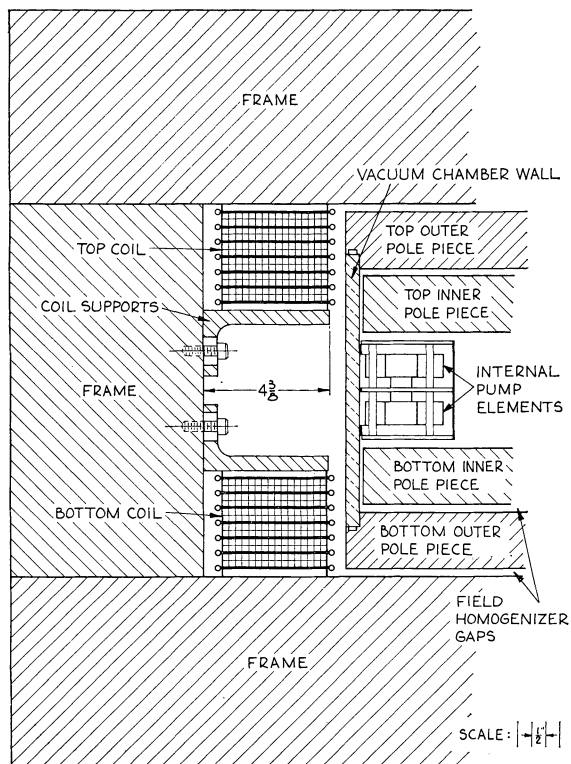 FRAME
VACUUM CHAMBER WALL
TOP COIL
TOP OUTER
POLE PIECE
COIL SUPPORTS
TOP INNER
POLE PIECE
FRAME
4 3/8
INTERNAL
PUMP
ELEMENTS
BOTTOM INNER
POLE PIECE
BOTTOM COIL
BOTTOM OUTER
POLE PIECE
FIELD
HOMOGENIZER
GAPS
FRAME
SCALE: 1/2"